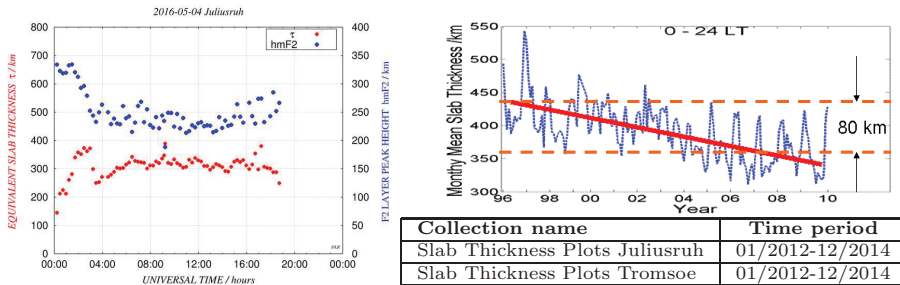 2016-05-04 Juliusruh
EQUIVALENT SLAB THICKNESS τ / km
800
700
600
500
400
300
200
100
0
τ
hmF2
400
350
300
250
200
150
100
50
0
F2 LAYER PEAK HEIGHT hmF2 / km
00:00 04:00 08:00 12:00 16:00 20:00 00:00
UNIVERSAL TIME / hours
0 - 24 LT
Monthy Mean Slab Thickness /km
550
500
450
400
350
300
80 km
96 98 00 02 04 06 08 10
Year
Collection name Time period
Slab Thickness Plots Juliusruh 01/2012-12/2014
Slab Thickness Plots Tromsoe 01/2012-12/2014